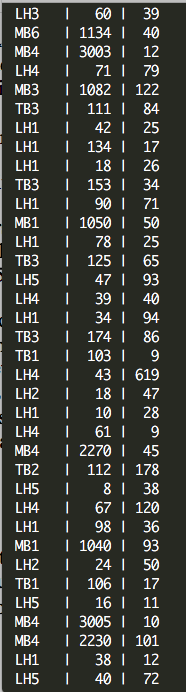 LH3 | 60 | 39
MB6 | 1134 | 40
MB4 | 3003 | 12
LH4 | 71 | 79
MB3 | 1082 | 122
TB3 | 111 | 84
LH1 | 42 | 25
LH1 | 134 | 17
LH1 | 18 | 26
TB3 | 153 | 34
LH1 | 90 | 71
MB1 | 1050 | 50
LH1 | 78 | 25
TB3 | 125 | 65
LH5 | 47 | 93
LH4 | 39 | 40
LH1 | 34 | 94
TB3 | 174 | 86
TB1 | 103 | 9
LH4 | 43 | 619
LH2 | 18 | 47
LH1 | 10 | 28
LH4 | 61 | 9
MB4 | 2270 | 45
TB2 | 112 | 178
LH5 | 8 | 38
LH4 | 67 | 120
LH1 | 98 | 36
MB1 | 1040 | 93
LH2 | 24 | 50
TB1 | 106 | 17
LH5 | 16 | 11
MB4 | 3005 | 10
MB4 | 2230 | 101
LH1 | 38 | 12
LH5 | 40 | 72